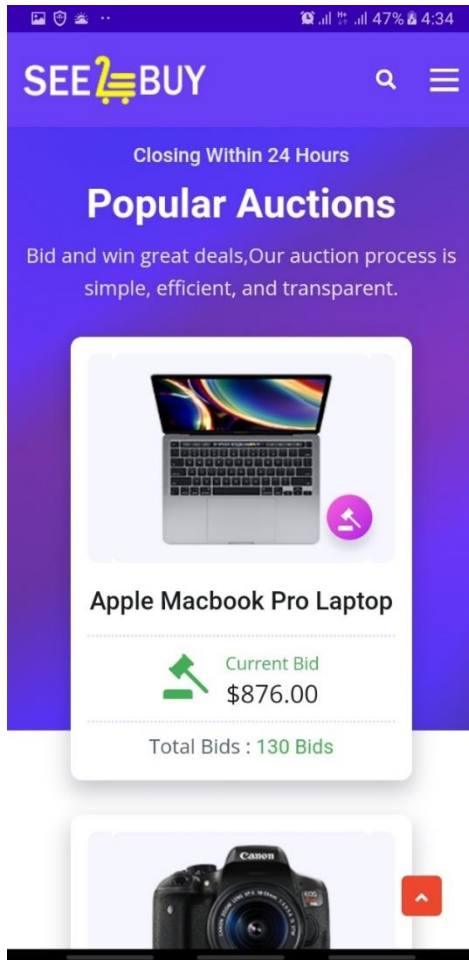 47% 4:34
SEE2BUY
Closing Within 24 Hours
Popular Auctions
Bid and win great deals,Our auction process is
simple, efficient, and transparent.
Apple Macbook Pro Laptop
Current Bid
$876.00
Total Bids : 130 Bids
Canon
EOS